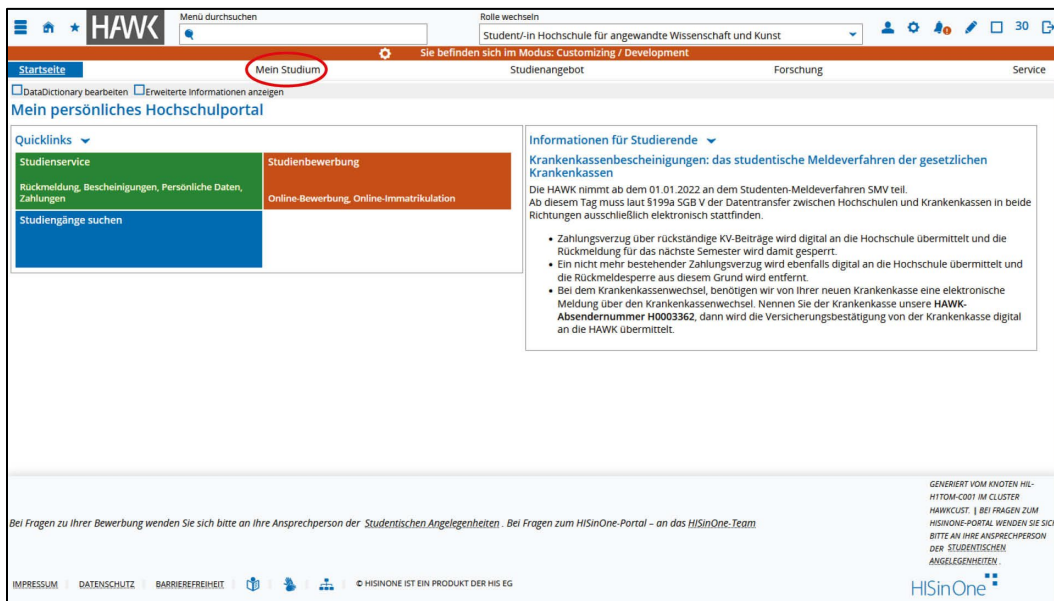 Menü durchsuchen
Rolle wechseln
HAWK
Student/-in Hochschule für angewandte Wissenschaft und Kunst
30
Sie befinden sich im Modus: Customizing / Development
Startseite
Mein Studium
Studienangebot
Forschung
Service
DataDictionary bearbeiten
Erweiterte Informationen anzeigen
Mein persönliches Hochschulportal
Quicklinks
Studienservice
Rückmeldung, Bescheinigungen, Persönliche Daten,
Zahlungen
Studienbewerbung
Online-Bewerbung, Online-Immatrikulation
Studiengänge suchen
Informationen für Studierende
Krankenkassenbescheinigungen: das studentische Meldeverfahren der gesetzlichen
Krankenkassen
Die HAWK nimmt ab dem 01.01.2022 an dem Studenten-Meldeverfahren SMV teil.
Ab diesem Tag muss laut §199a SGB V der Datentransfer zwischen Hochschulen und Krankenkassen in beide
Richtungen ausschließlich elektronisch stattfinden.
• Zahlungsverzug über rückständige KV-Beiträge wird digital an die Hochschule übermittelt und die
Rückmeldung für das nächste Semester wird damit gesperrt.
• Ein nicht mehr bestehender Zahlungsverzug wird ebenfalls digital an die Hochschule übermittelt und
die Rückmeldesperre aus diesem Grund wird entfernt.
• Bei dem Krankenkassenwechsel, benötigen wir von Ihrer neuen Krankenkasse eine elektronische
Meldung über den Krankenkassenwechsel. Nennen Sie der Krankenkasse unsere HAWK-
Absendernummer H0003362, dann wird die Versicherungsbestätigung von der Krankenkasse digital
an die HAWK übermittelt.
Bei Fragen zu Ihrer Bewerbung wenden Sie sich bitte an Ihre Ansprechperson der Studentischen Angelegenheiten . Bei Fragen zum HISinOne-Portal – an das HISinOne-Team
GENERIERT VOM KNOTEN HIL-
H1TOM-C001 IM CLUSTER
HAWKCUST. | BEI FRAGEN ZUM
HISINONE-PORTAL WENDEN SIE SICH
BITTE AN IHRE ANSPRECHPERSON
DER STUDENTISCHEN
ANGELEGENHEITEN .
IMPRESSUM
DATENSCHUTZ
BARRIEREFREIHEIT
© HISINONE IST EIN PRODUKT DER HIS EG
HISinOne